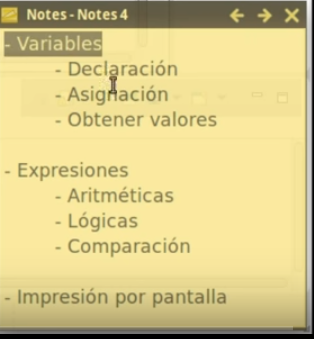 Notes - Notes 4
- Variables
- Declaración
- Asignación
- Obtener valores
- Expresiones
- Aritméticas
- Lógicas
- Comparación
- Impresión por pantalla